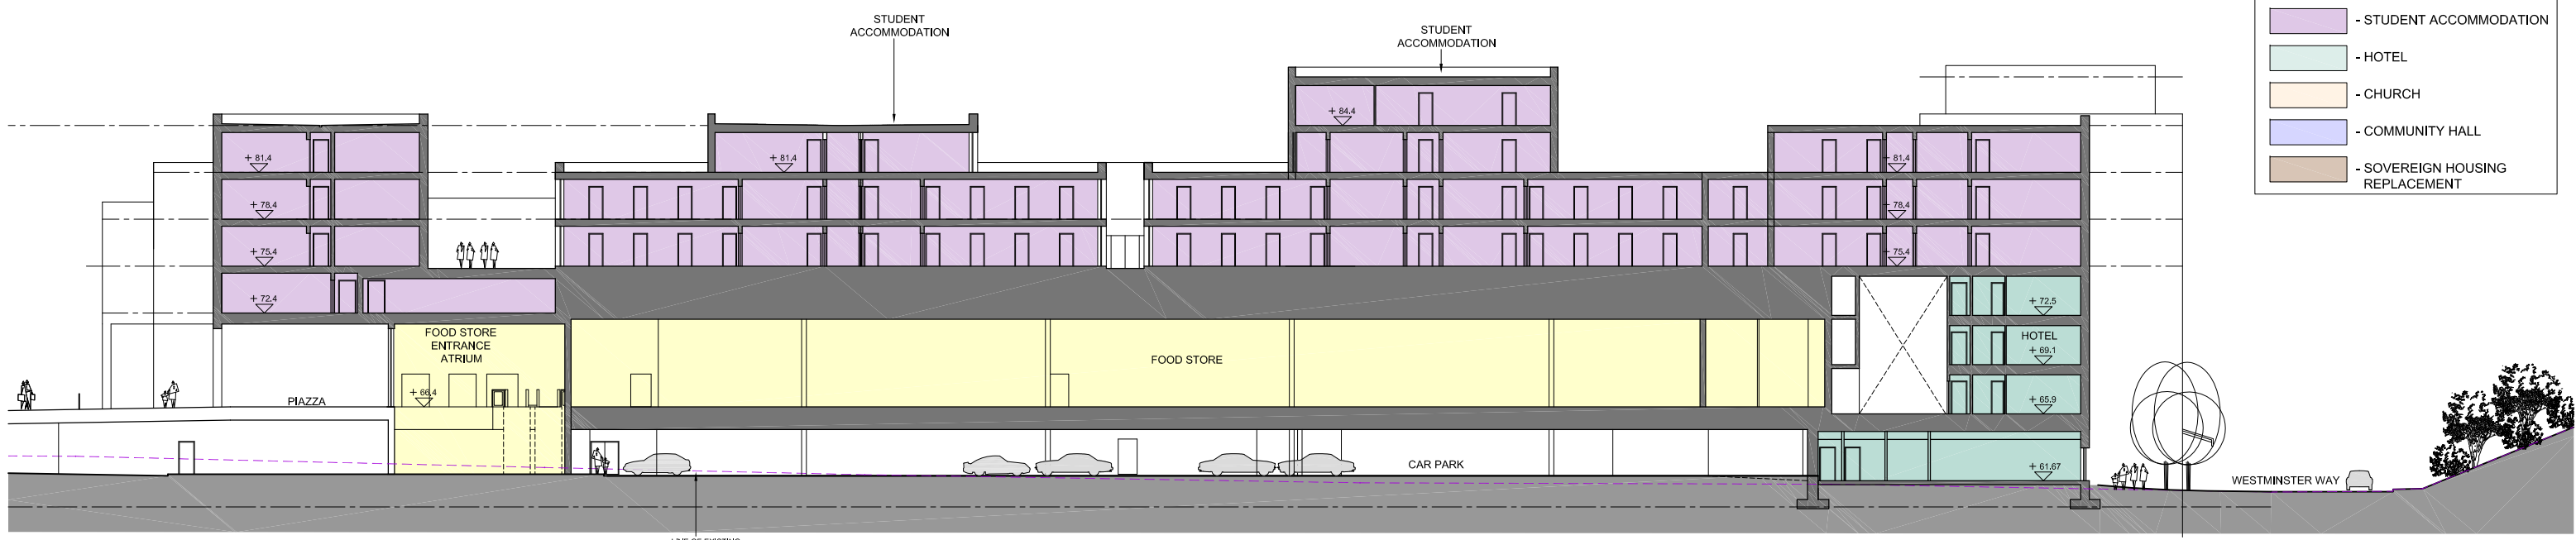 STUDENT
ACCOMMODATION
STUDENT
ACCOMMODATION
- STUDENT ACCOMMODATION
- HOTEL
- CHURCH
- COMMUNITY HALL
- SOVEREIGN HOUSING
REPLACEMENT
+ 84.4
+ 81.4
+ 81.4
+ 81.4
+ 78.4
+ 78.4
+ 75.4
+ 75.4
+ 72.4
+ 72.5
FOOD STORE
ENTRANCE
ATRIUM
FOOD STORE
HOTEL
+ 69.1
+ 66.4
+ 65.9
PIAZZA
CAR PARK
+ 61.67
WESTMINSTER WAY